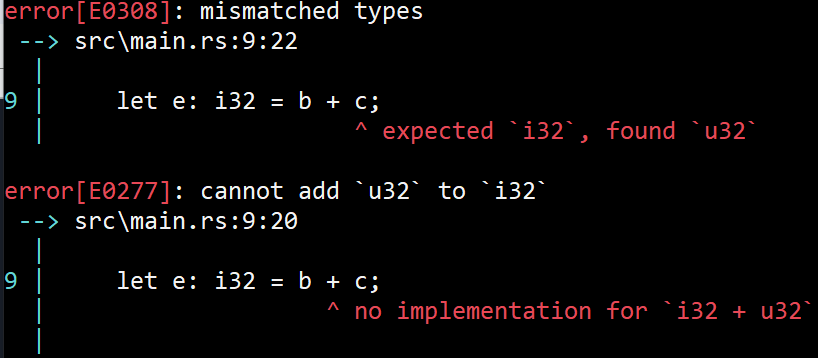 error[E0308]: mismatched types
 --> src\main.rs:9:22
  |
9 |     let e: i32 = b + c;
  |                      ^ expected `i32`, found `u32`

error[E0277]: cannot add `u32` to `i32`
 --> src\main.rs:9:20
  |
9 |     let e: i32 = b + c;
  |                    ^ no implementation for `i32 + u32`
  |